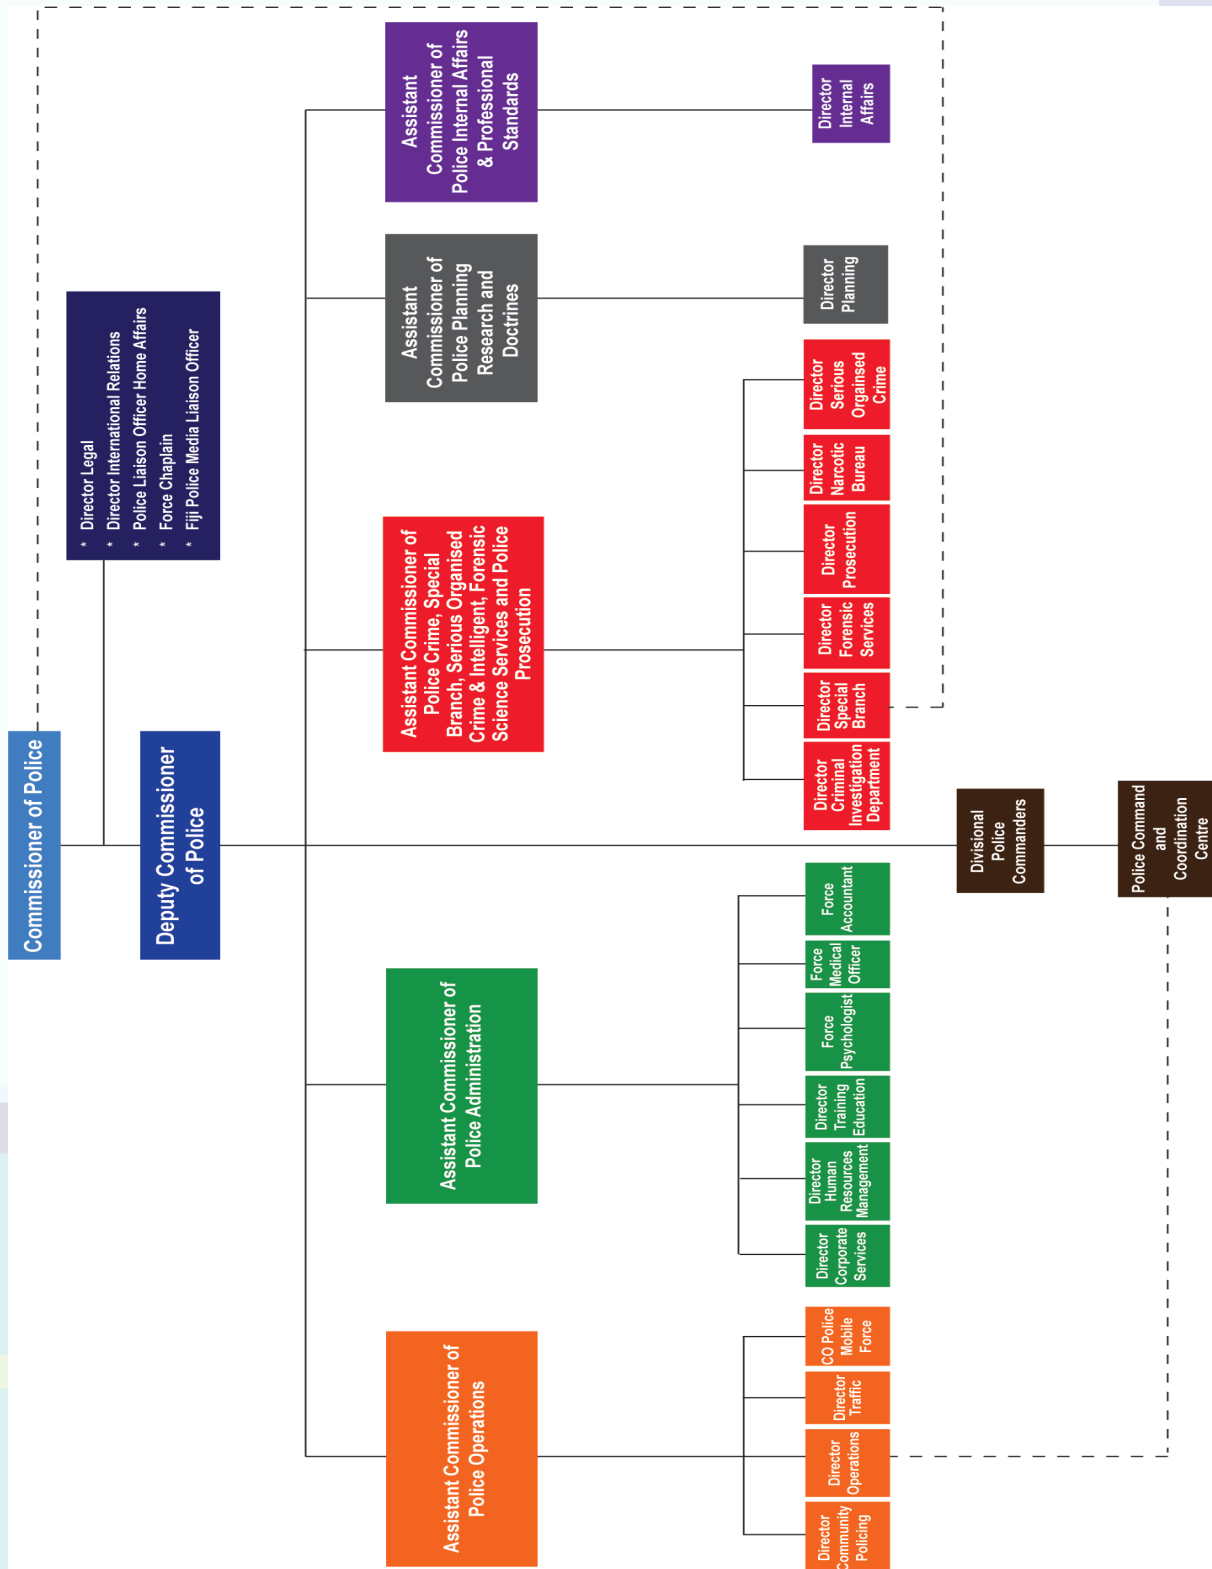 Commissioner of Police
* Director Legal
* Director International Relations
* Police Liaison Officer Home Affairs
* Force Chaplain
* Fiji Police Media Liaison Officer
Deputy Commissioner
of Police
Assistant Commissioner of
Police Operations
Assistant Commissioner of
Police Administration
Assistant Commissioner of
Police Crime, Special
Branch, Serious Organised
Crime & Intelligent, Forensic
Science Services and Police
Prosecution
Assistant
Commissioner of
Police Planning
Research and
Doctrines
Assistant
Commissioner of
Police Internal Affairs
& Professional
Standards
Director
Community
Policing
Director
Operations
Director
Traffic
CO Police
Mobile
Force
Director
Corporate
Services
Director
Human
Resources
Management
Director
Training
Education
Force
Psychologist
Force
Medical
Officer
Force
Accountant
Director
Criminal
Investigation
Department
Director
Special
Branch
Director
Forensic
Services
Director
Prosecution
Director
Narcotic
Bureau
Director
Serious
Orgainsed
Crime
Director
Planning
Director
Internal
Affairs
Divisional
Police
Commanders
Police Command
and
Coordination
Centre